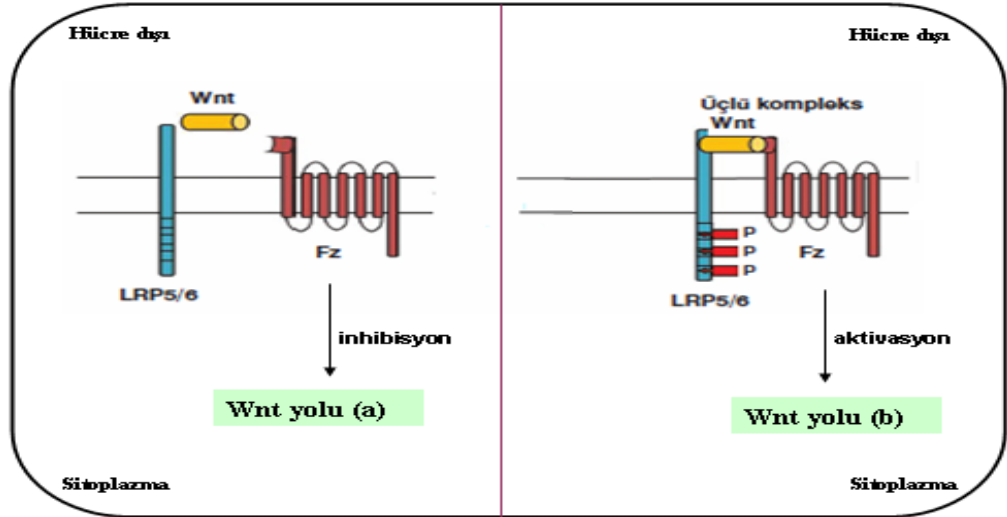 Hücre dışı
Wnt
Fz
LRP5/6
inhibisyon
Wnt yolu (a)
Sitoplazma
Hücre dışı
Üçlü kompleks
Wnt
P
P
P
Fz
LRP5/6
aktivasyon
Wnt yolu (b)
Sitoplazma